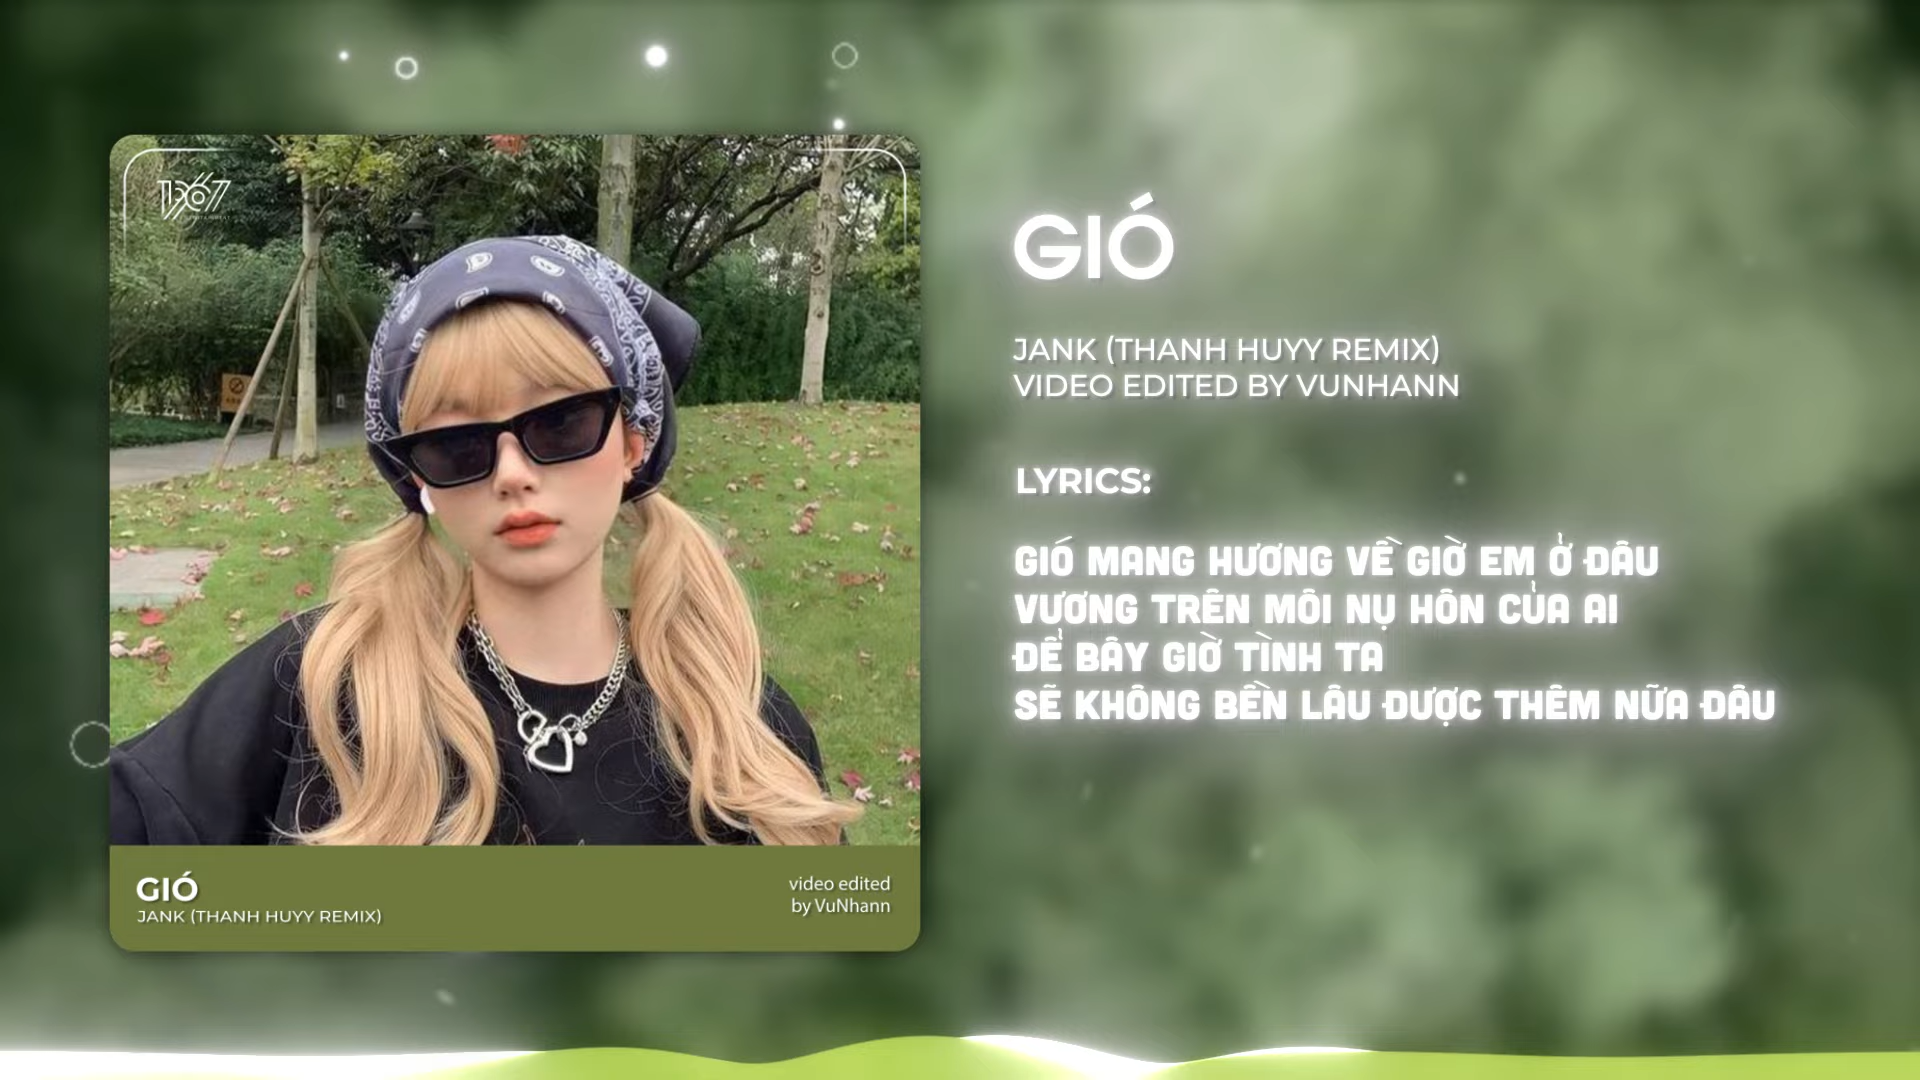 1967
GIÓ
JANK (THANH HUYY REMIX)
video edited
by VuNhann
GIÓ
JANK (THANH HUYY REMIX)
VIDEO EDITED BY VUNHANN
LYRICS:
GIÓ MANG HƯƠNG VỀ GIỜ EM Ở ĐÂU
VƯƠNG TRÊN MÔI NỤ HÔN CỦA AI
ĐỂ BÂY GIỜ TÌNH TA
SẼ KHÔNG BỀN LÂU ĐƯỢC THÊM NỮA ĐÂU